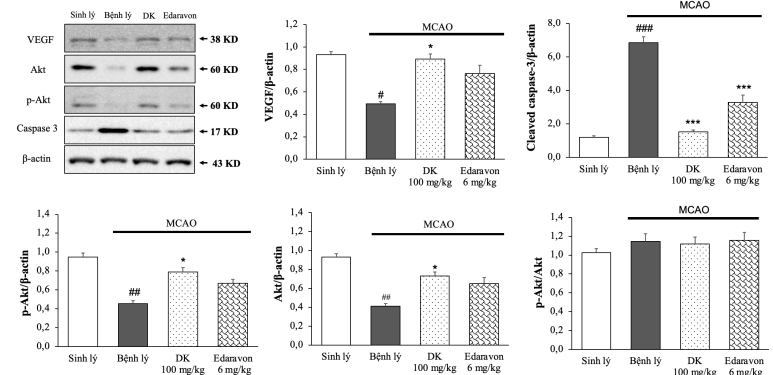 Sinh lý Bệnh lý DK Edaravon
VEGF 38 KD
Akt 60 KD
p-Akt 60 KD
Caspase 3 17 KD
β-actin 43 KD
MCAO
VEGF/β-actin
1,2
1,0
0,8
0,6
0,4
0,2
0,0
#
*
Sinh lý Bệnh lý DK Edaravon
100 mg/kg 6 mg/kg
MCAO
Cleaved caspase-3/β-actin
8,0
6,0
4,0
2,0
0,0
###
***
***
Sinh lý Bệnh lý DK Edaravon
100 mg/kg 6 mg/kg
MCAO
p-Akt/β-actin
1,4
1,2
1,0
0,8
0,6
0,4
0,2
0,0
##
*
Sinh lý Bệnh lý DK Edaravon
100 mg/kg 6 mg/kg
MCAO
Akt/β-actin
1,4
1,2
1,0
0,8
0,6
0,4
0,2
0,0
##
*
Sinh lý Bệnh lý DK Edaravon
100 mg/kg 6 mg/kg
MCAO
p-Akt/Akt
1,4
1,2
1,0
0,8
0,6
0,4
0,2
0,0
Sinh lý Bệnh lý DK Edaravon
100 mg/kg 6 mg/kg